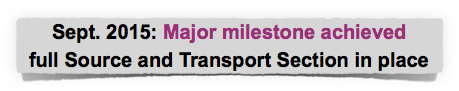 Sept. 2015: Major milestone achieved
full Source and Transport Section in place